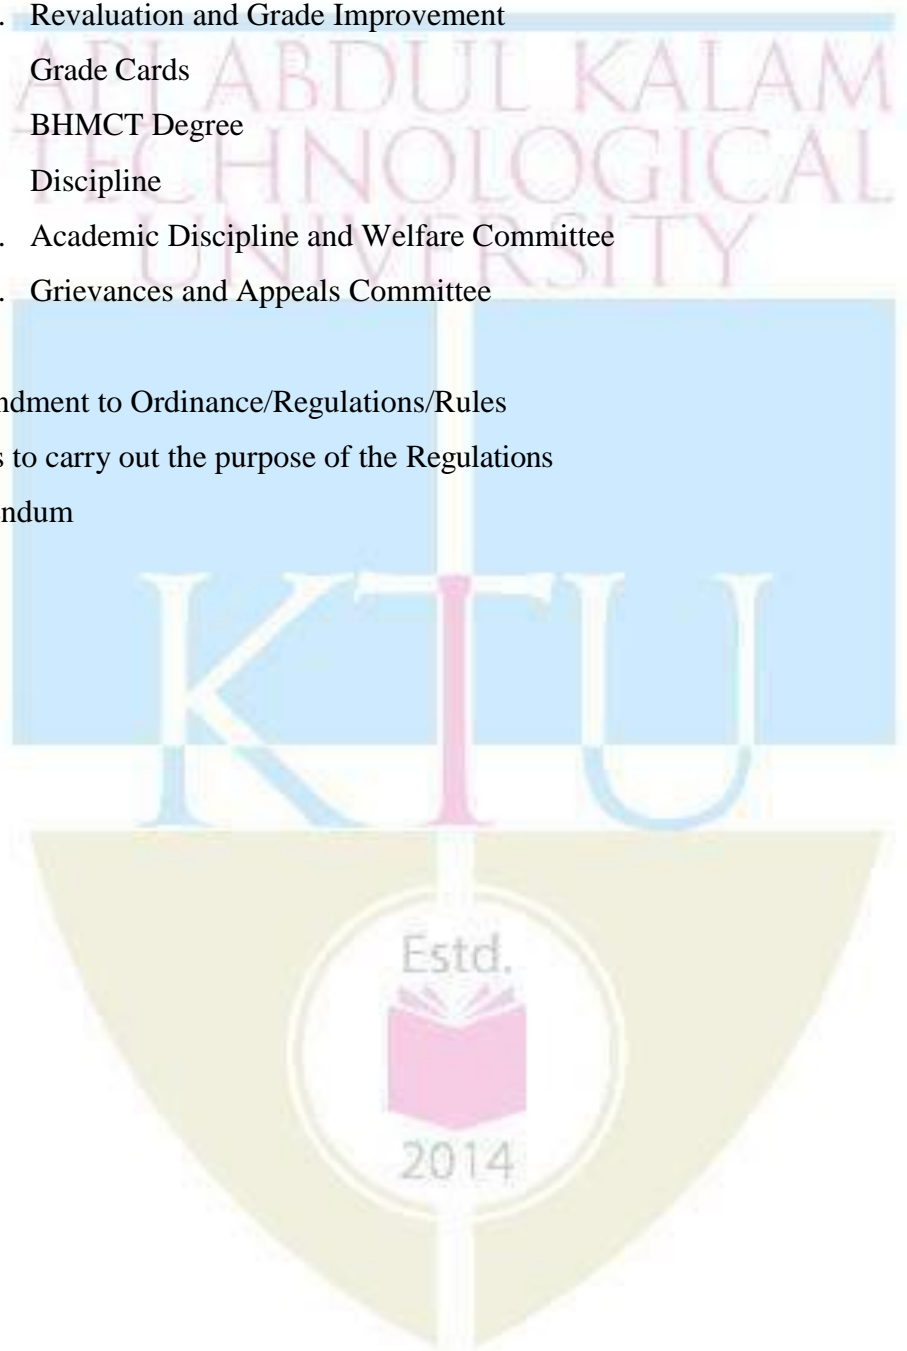 . Revaluation and Grade Improvement
APJ ABDUL KALAM
Grade Cards
BHMCT Degree
TECHNOLOGICAL
Discipline
. Academic Discipline and Welfare Committee
UNIVERSITY
. Grievances and Appeals Committee
ndment to Ordinance/Regulations/Rules
s to carry out the purpose of the Regulations
endum
KTU
Estd.
2014